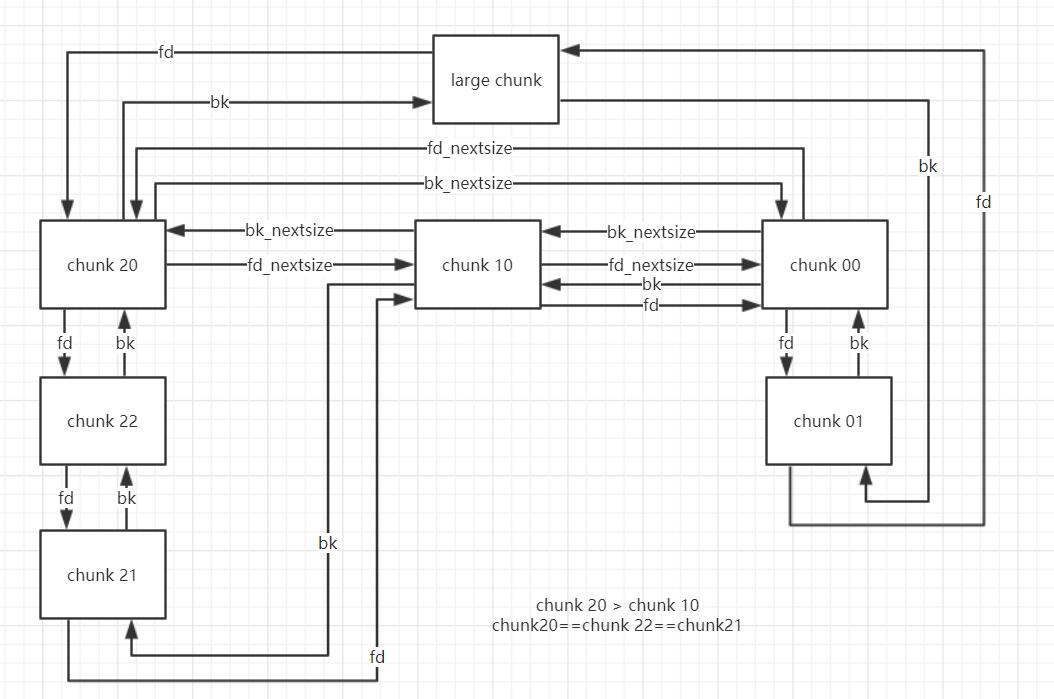 fd
large chunk
bk
fd_nextsize
bk
bk_nextsize
fd
bk_nextsize
bk_nextsize
chunk 20
fd_nextsize
chunk 10
fd_nextsize
chunk 00
bk
fd
fd
bk
fd
bk
chunk 22
chunk 01
fd
bk
bk
chunk 21
chunk 20 > chunk 10
chunk20==chunk 22==chunk21
fd